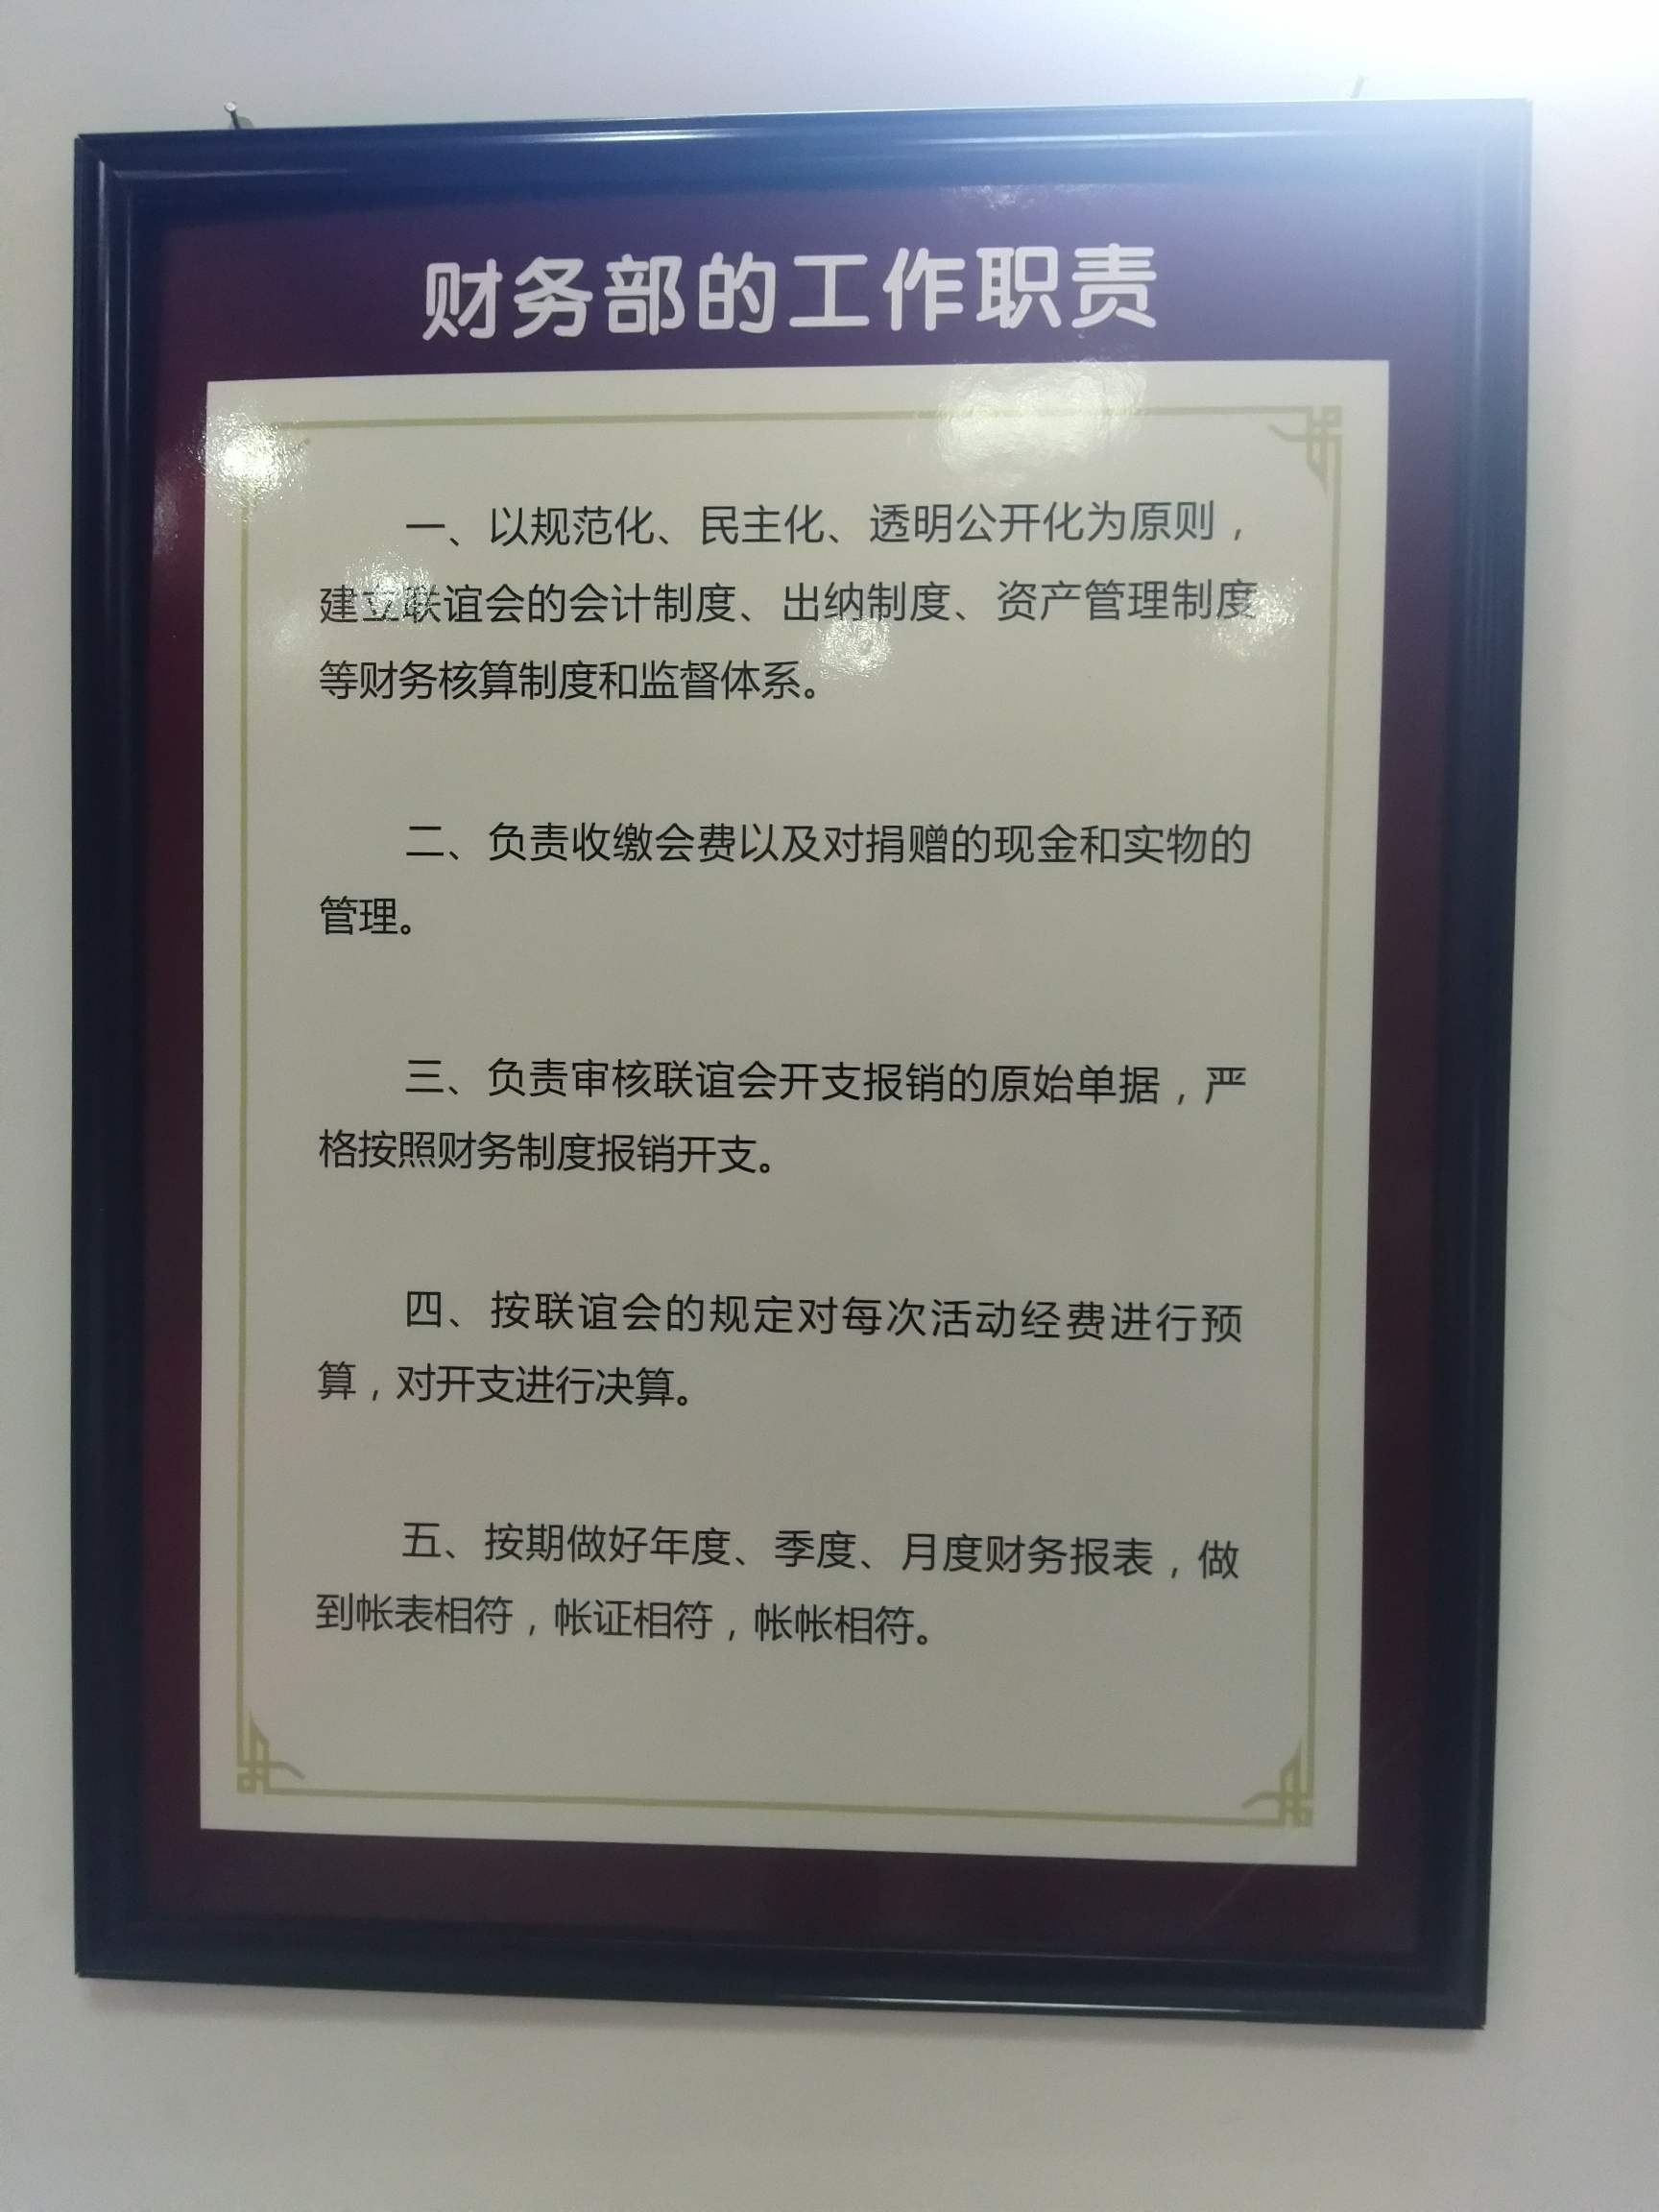 财务部的工作职责
一、以规范化、民主化、透明公开化为原则，
建立联谊会的会计制度、出纳制度、资产管理制度
等财务核算制度和监督体系。
二、负责收缴会费以及对捐赠的现金和实物的
管理。
三、负责审核联谊会开支报销的原始单据，严
格按照财务制度报销开支。
四、按联谊会的规定对每次活动经费进行预
算，对开支进行决算。
五、按期做好年度、季度、月度财务报表，做
到帐表相符，帐证相符，帐帐相符。